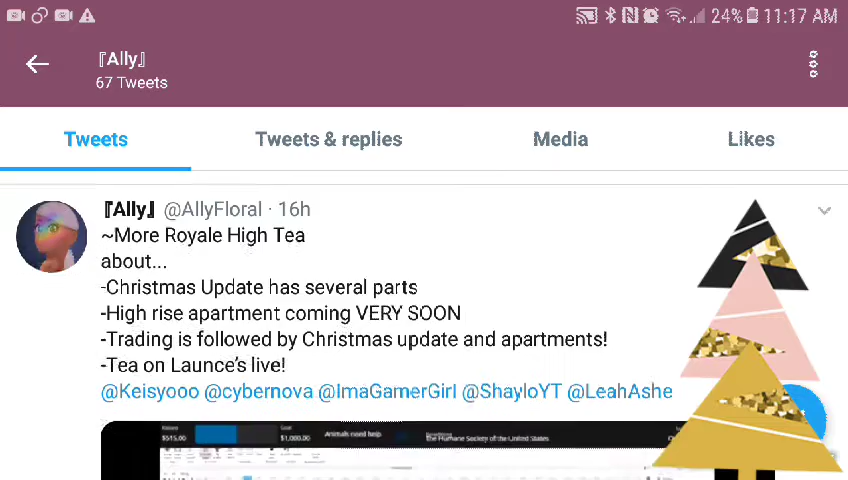 24% 11:17 AM
『Ally』
67 Tweets
Tweets Tweets & replies Media Likes
『Ally』 @AllyFloral · 16h
~More Royale High Tea
about...
-Christmas Update has several parts
-High rise apartment coming VERY SOON
-Trading is followed by Christmas update and apartments!
-Tea on Launce's live!
@Keisyooo @cybernova @ImaGamerGirl @ShayloYT @LeahAshe
Raised Goal
$515.00 $1,000.00 Animals need help The Humane Society of the United States